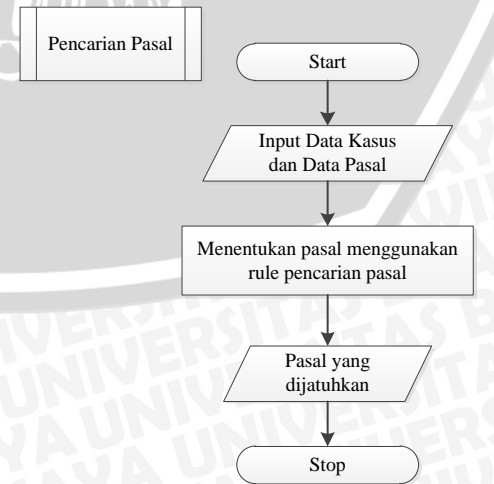 Pencarian Pasal
Start
Input Data Kasus
dan Data Pasal
Menentukan pasal menggunakan
rule pencarian pasal
Pasal yang
dijatuhkan
Stop